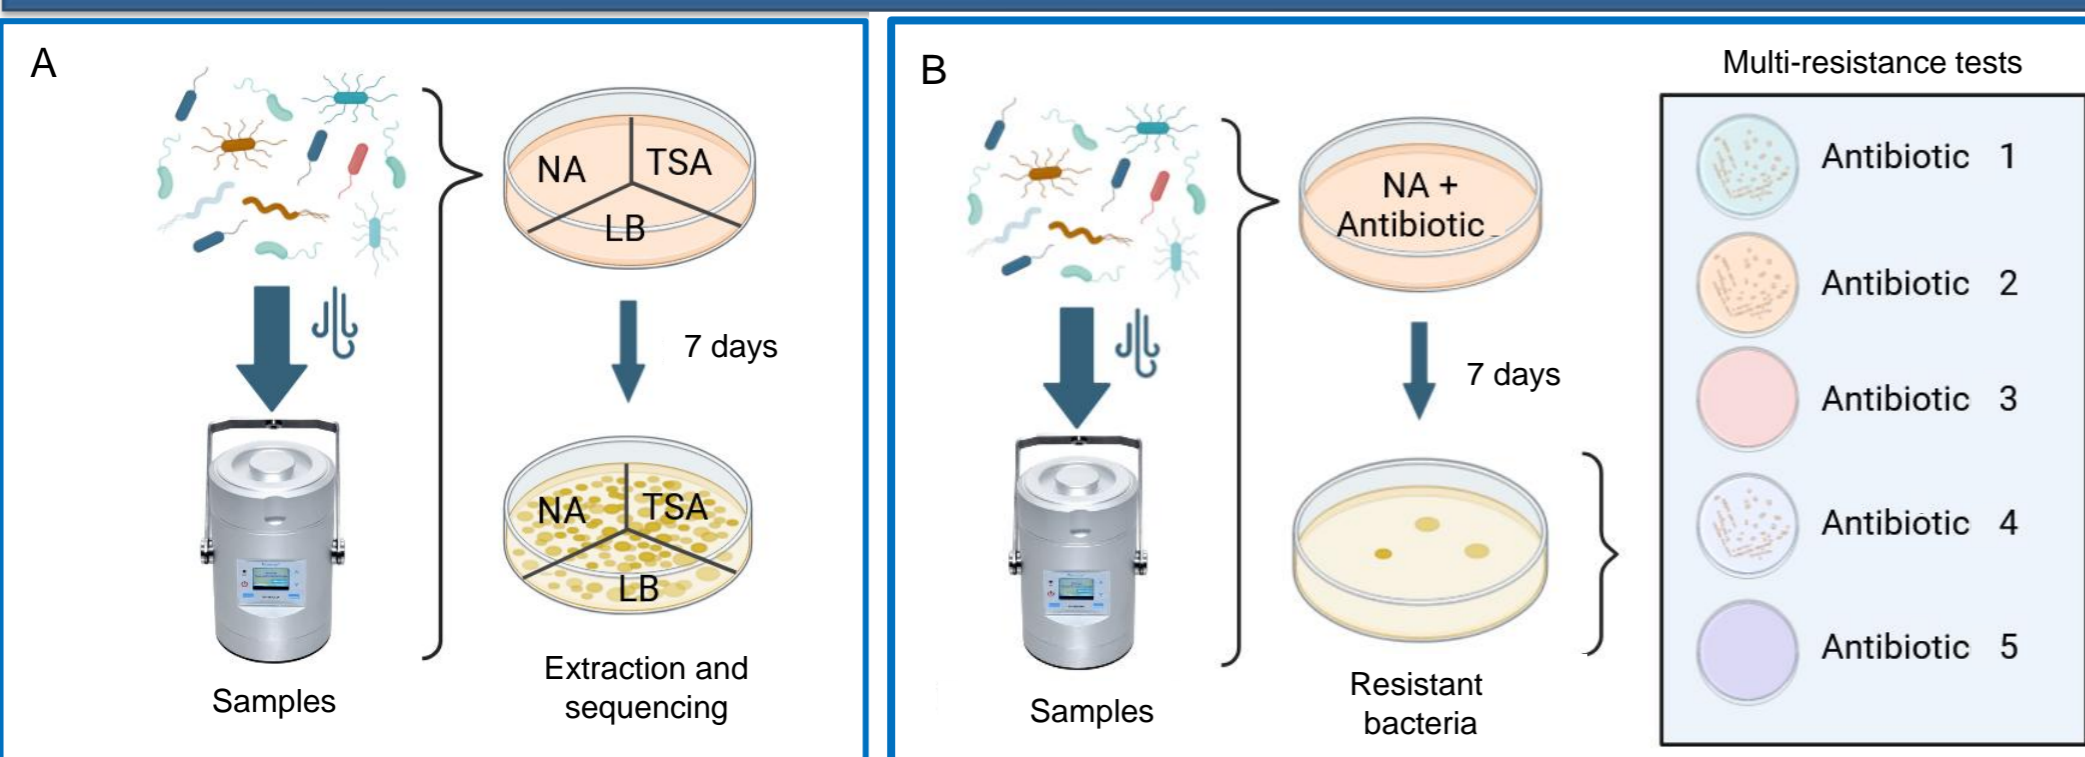 A
NA
TSA
LB
7 days
NA
TSA
LB
Samples
Extraction and
sequencing
B
NA +
Antibiotic
7 days
Samples
Resistant
bacteria
Multi-resistance tests
Antibiotic 1
Antibiotic 2
Antibiotic 3
Antibiotic 4
Antibiotic 5